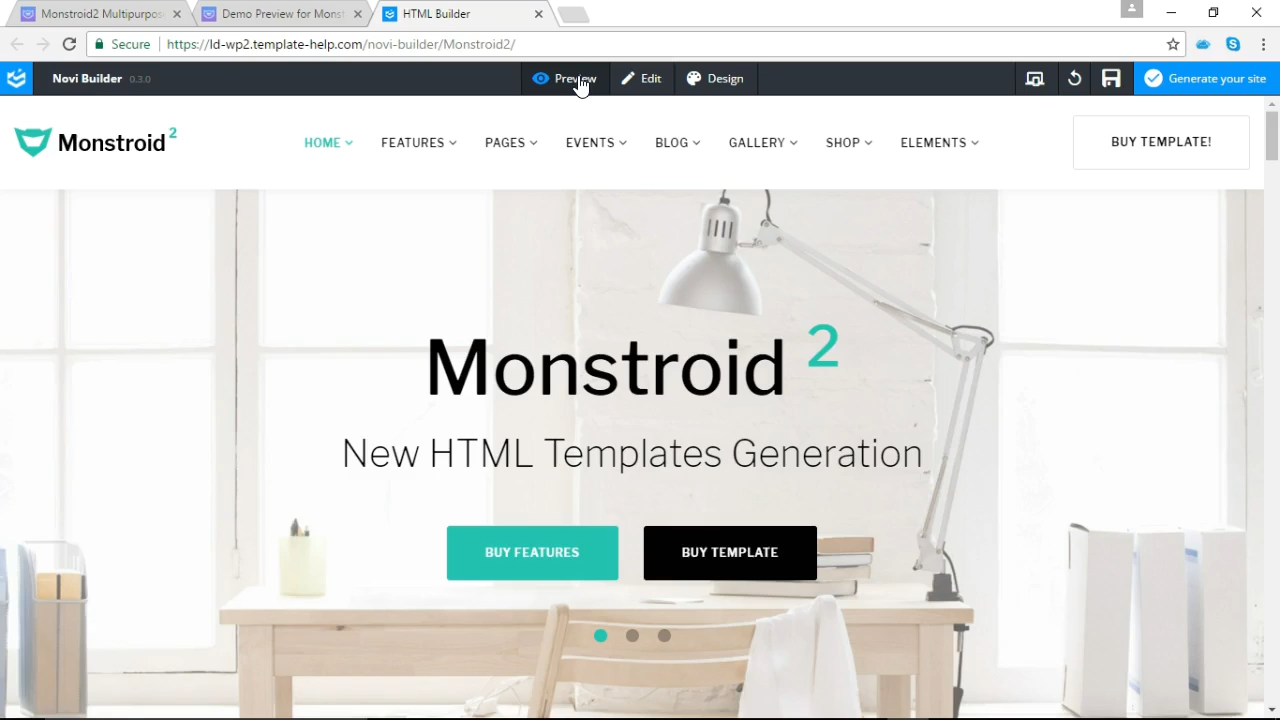 Monstroid2 Multipurpos
Demo Preview for Monst
HTML Builder
Secure
https://ld-wp2.template-help.com/novi-builder/Monstroid2/
Novi Builder 0.3.0
Preview
Edit
Design
Generate your site
Monstroid 2
HOME
FEATURES
PAGES
EVENTS
BLOG
GALLERY
SHOP
ELEMENTS
BUY TEMPLATE!
Monstroid 2
New HTML Templates Generation
BUY FEATURES
BUY TEMPLATE